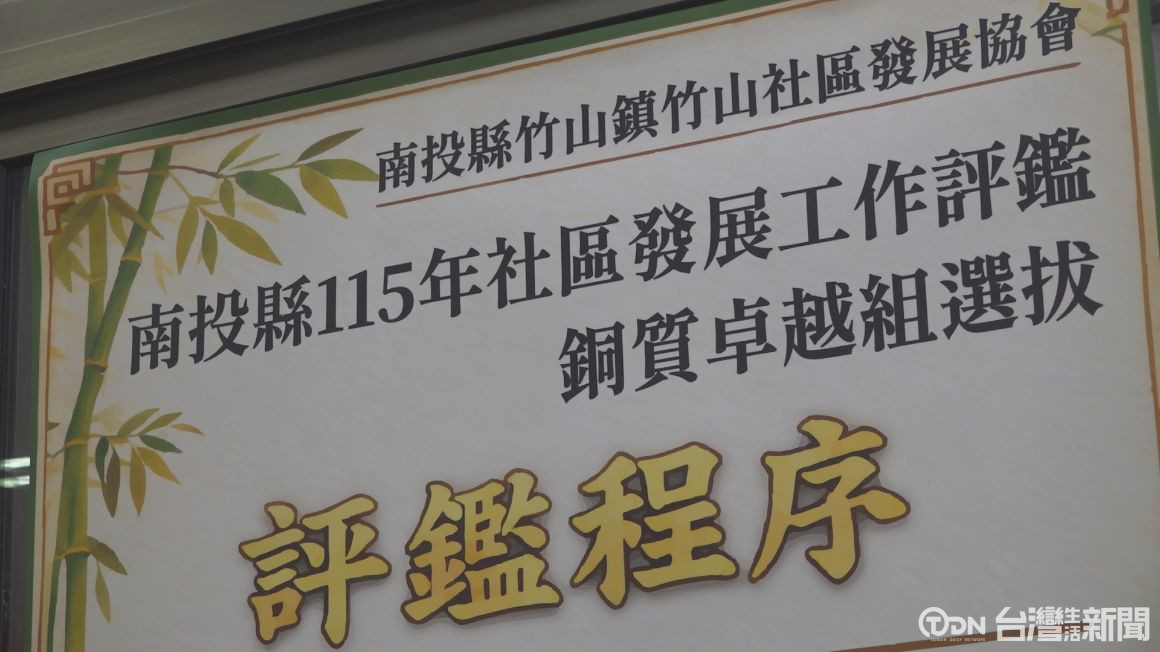 南投縣竹山鎮竹山社區發展協會
南投縣115年社區發展工作評鑑
銅質卓越組選拔
評鑑程序
TDN 台灣生活新聞